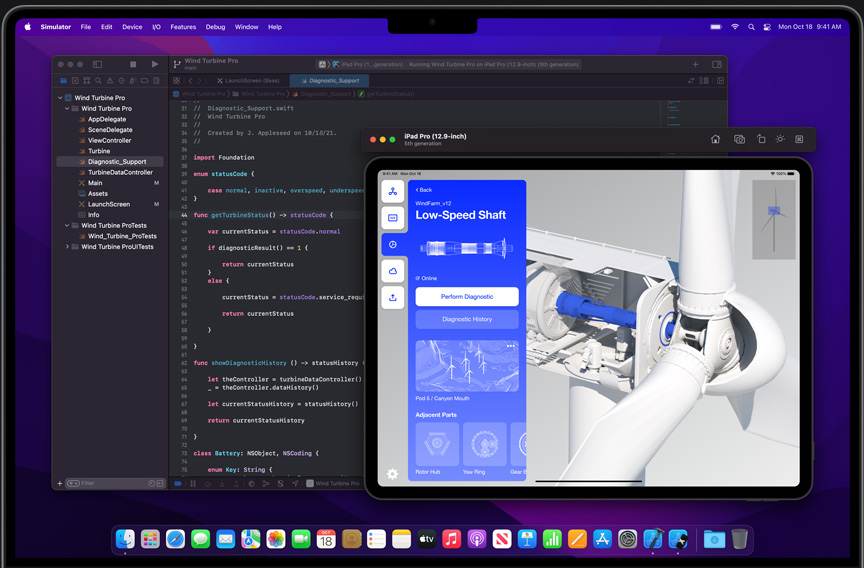 Simulator File Edit Device I/O Features Debug Window Help
Mon Oct 18 9:41 AM
Wind Turbine Pro
main
iPad Pro (1...generation)
Running Wind Turbine Pro on iPad Pro (12.9-inch) (5th generation)
LaunchScreen (Base)
Diagnostic_Support
Wind Turbine Pro
Wind Turbine Pro
Diagnostic_Support
getTurbineStatus()
Wind Turbine Pro
Wind Turbine Pro
AppDelegate
SceneDelegate
ViewController
Turbine
Diagnostic_Support
TurbineDataController
Main M
Assets
LaunchScreen M
Info
Wind Turbine ProTests
Wind_Turbine_ProTests
Wind Turbine ProUITests
Filter
31 //
32 // Diagnostic_Support.swift
33 // Wind Turbine Pro
34 //
35 // Created by J. Appleseed on 10/10/21.
36 //
37
38 import Foundation
39
40 enum statusCode {
41
42 case normal, inactive, overspeed, underspeed
43 }
44 func getTurbineStatus() -> statusCode {
45
46 var currentStatus = statusCode.normal
47
48 if diagnosticResult() == 1 {
49
50 return currentStatus
51 }
52 else {
53
54 currentStatus = statusCode.service_requi
55
56 return currentStatus
57
58 }
59
60 }
61
62 func showDiagnosticHistory () -> statusHistory {
63
64 let theController = turbineDataController()
65 _ = theController.dataHistory()
66
67 let currentStatusHistory = statusHistory()
68
69 return currentStatusHistory
70
71 }
72
73 class Battery: NSObject, NSCoding {
74
75 enum Key: String {
Wind Turbine Pro
iPad Pro (12.9-inch)
5th generation
9:41 AM Mon Oct 18
100%
Back
WindFarm_v12
Low-Speed Shaft
Online
Perform Diagnostic
Diagnostic History
Pod 5 / Canyon Mouth
Adjacent Parts
Rotor Hub
Yaw Ring
Gear B
OCT
18
tv